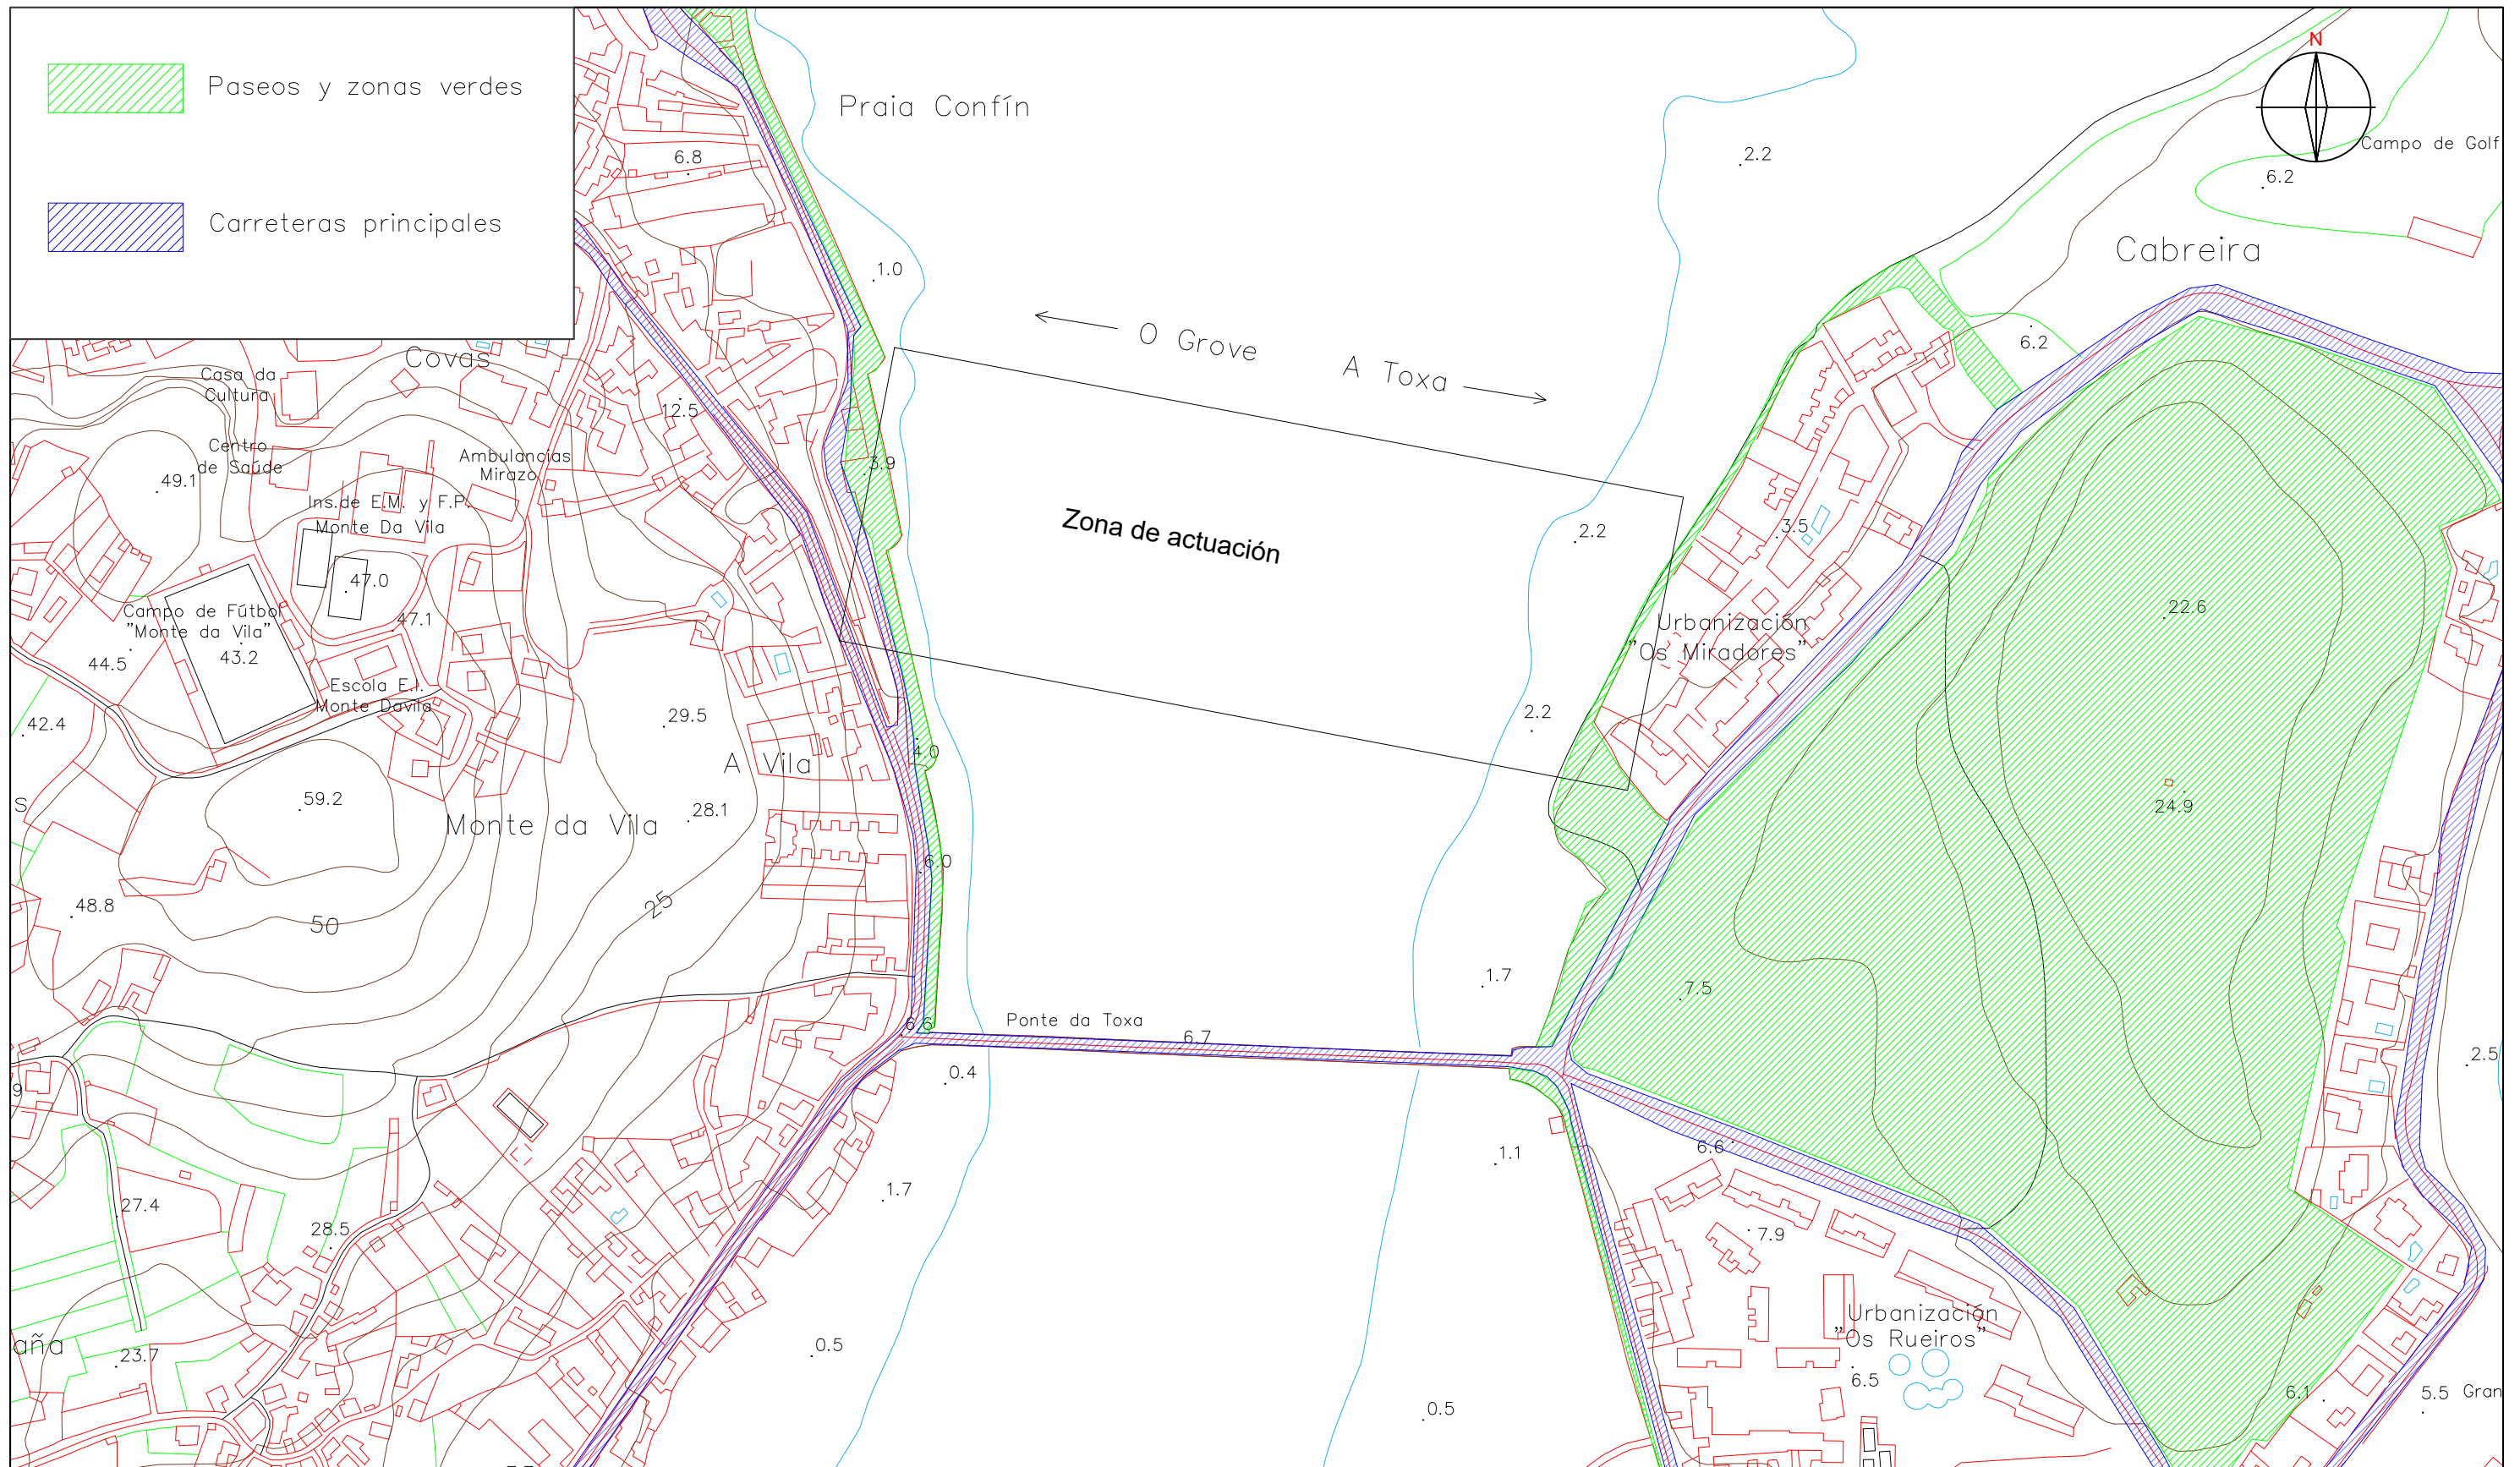 Paseos y zonas verdes
Carreteras principales
N
Praia Confín
Campo de Golf
6.8
2.2
6.2
Cabreira
1.0
O Grove
A Toxa
6.2
Covas
Casa da
Cultura
12.5
Centro
de Saúde
Ambulancias
Mirazo
3.9
49.1
Ins.de E.M. y F.P.
Monte Da Vila
Zona de actuación
2.2
3.5
47.0
Campo de Fútbol
"Monte da Vila"
47.1
22.6
Urbanización
"Os Miradores"
44.5
43.2
Escola E.I.
Monte Davila
42.4
29.5
2.2
4.0
A Vila
59.2
28.1
24.9
s
Monte da Vila
6.0
48.8
50
25
1.7
7.5
6.6
Ponte da Toxa
6.7
2.5
9
0.4
6.6
1.1
27.4
28.5
1.7
7.9
Urbanización
"Os Rueiros"
aña
23.7
0.5
6.5
0.5
6.1
5.5
Gran